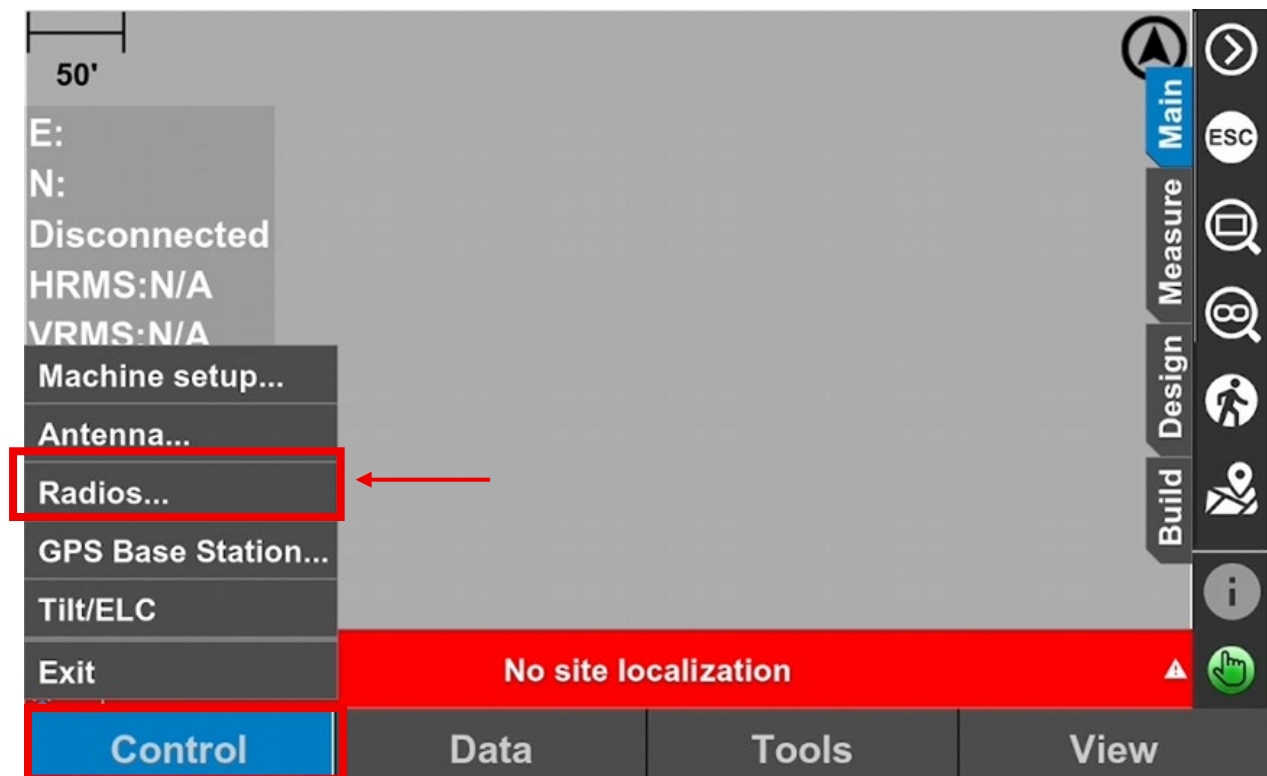 50'
E:
N:
Disconnected
HRMS:N/A
VRMS:N/A
Machine setup...
Antenna...
Radios...
GPS Base Station...
Tilt/ELC
Exit
No site localization
Control
Data
Tools
View
Main
Measure
Design
Build
ESC